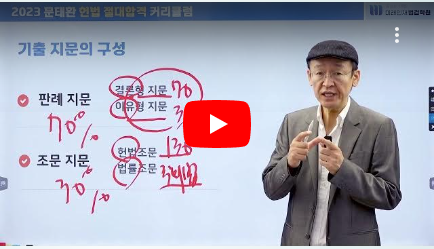 2023 문태환 헌법 절대합격 커리큘럼
기출 지문의 구성
판례 지문
결론형 지문 70
이유형 지문 3
70%
조문 지문
헌법조문 130
법률조문
30%